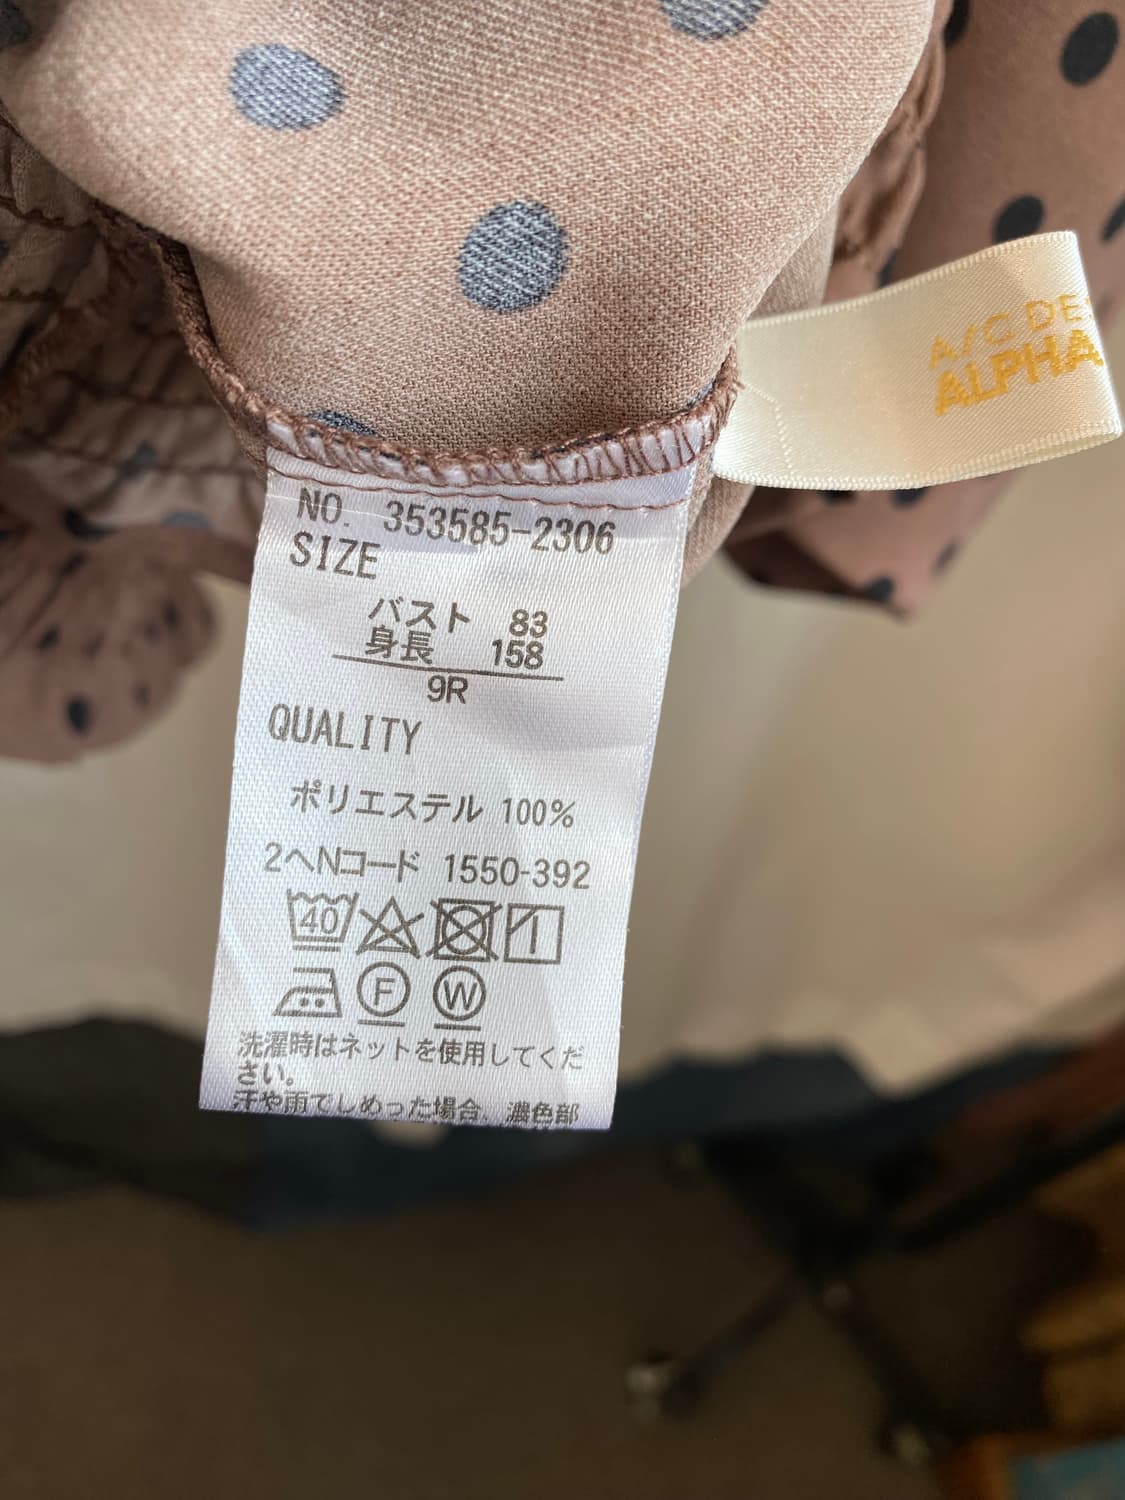 A/C DE
ALPHA
NO. 353585-2306
SIZE
バスト 83
身長 158
9R
QUALITY
ポリエステル 100%
2ヘNコード 1550-392
40
F W
洗濯時はネットを使用してくだ
さい。
汗や雨でしめった場合、濃色部